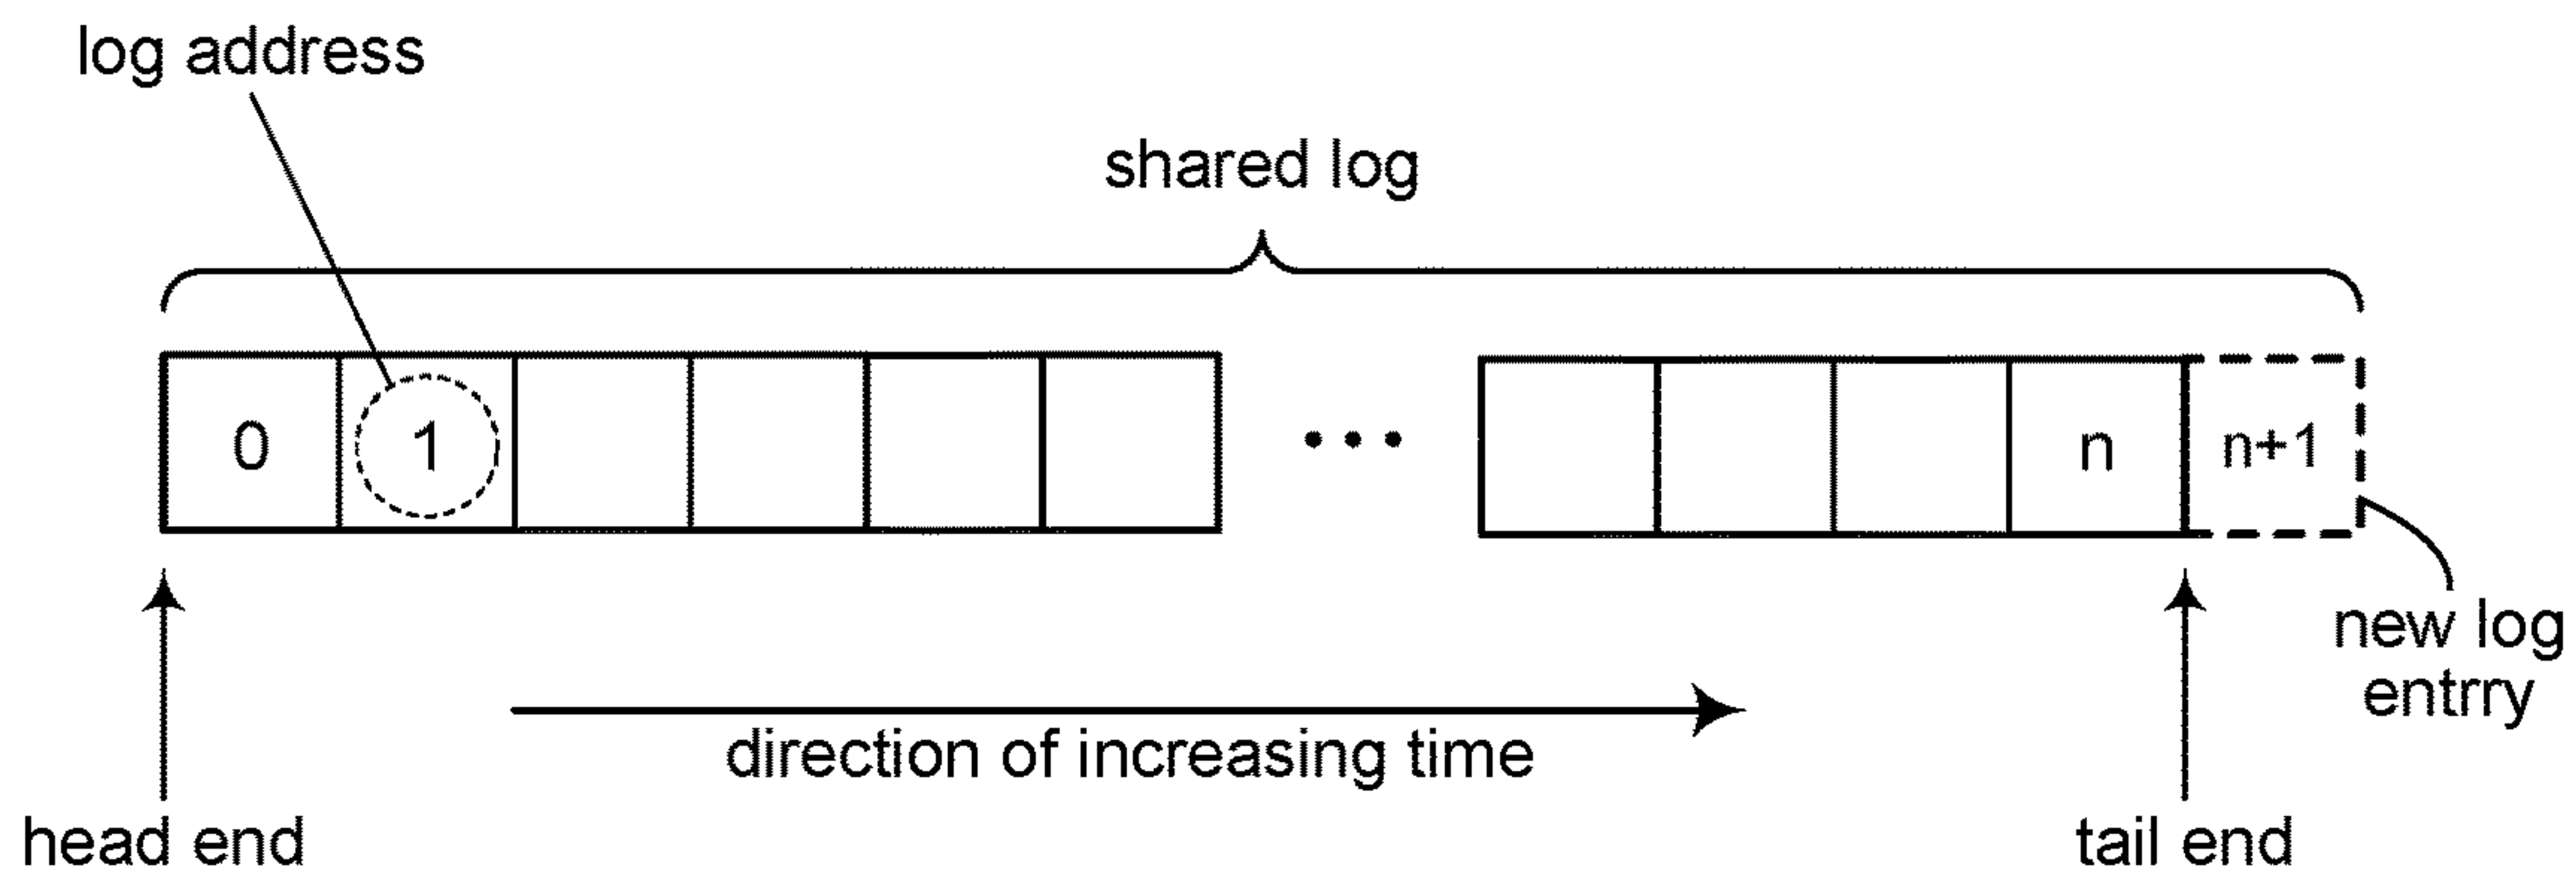 log address
shared log
0 1 ... n n+1
new log
entrry
direction of increasing time
head end
tail end